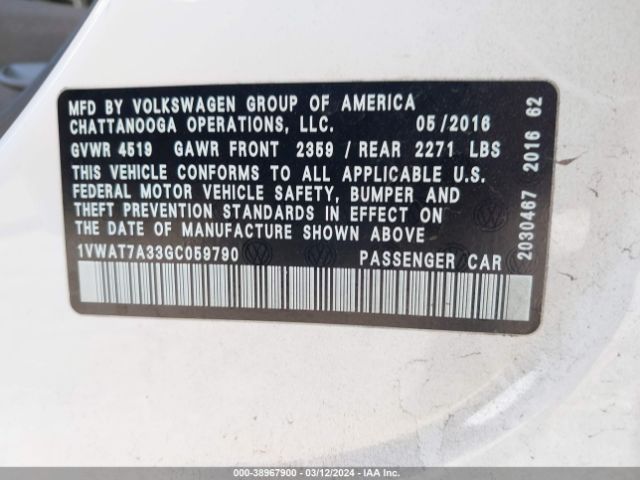 MFD BY VOLKSWAGEN GROUP OF AMERICA
CHATTANOOGA OPERATIONS, LLC. 05/2016
GVWR 4519 GAWR FRONT 2359 / REAR 2271 LBS
THIS VEHICLE CONFORMS TO ALL APPLICABLE U.S.
FEDERAL MOTOR VEHICLE SAFETY, BUMPER AND
THEFT PREVENTION STANDARDS IN EFFECT ON
THE DATE OF MANUFACTURE SHOWN ABOVE.
1VWAT7A33GC059790 PASSENGER CAR
2030467 2016 62
000-38967900 - 03/12/2024 - IAA Inc.